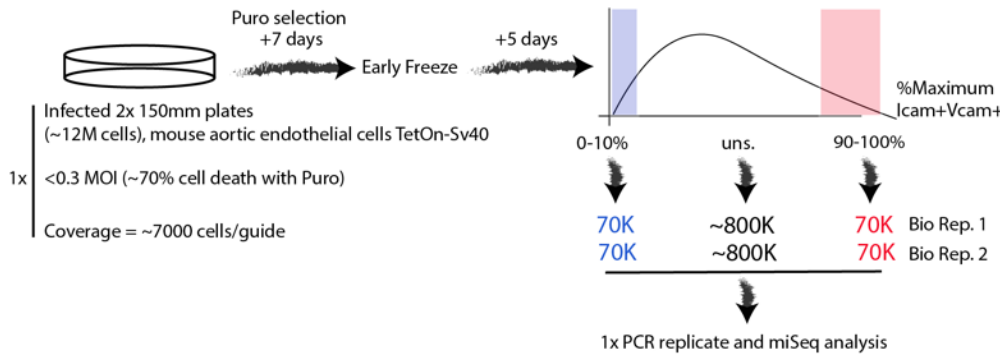 Puro selection
+7 days
Early Freeze
+5 days
Infected 2x 150mm plates
(~12M cells), mouse aortic endothelial cells TetOn-Sv40
1x
<0.3 MOI (~70% cell death with Puro)
Coverage = ~7000 cells/guide
%Maximum
Icam+Vcam+
0-10% uns. 90-100%
70K ~800K 70K Bio Rep. 1
70K ~800K 70K Bio Rep. 2
1x PCR replicate and miSeq analysis